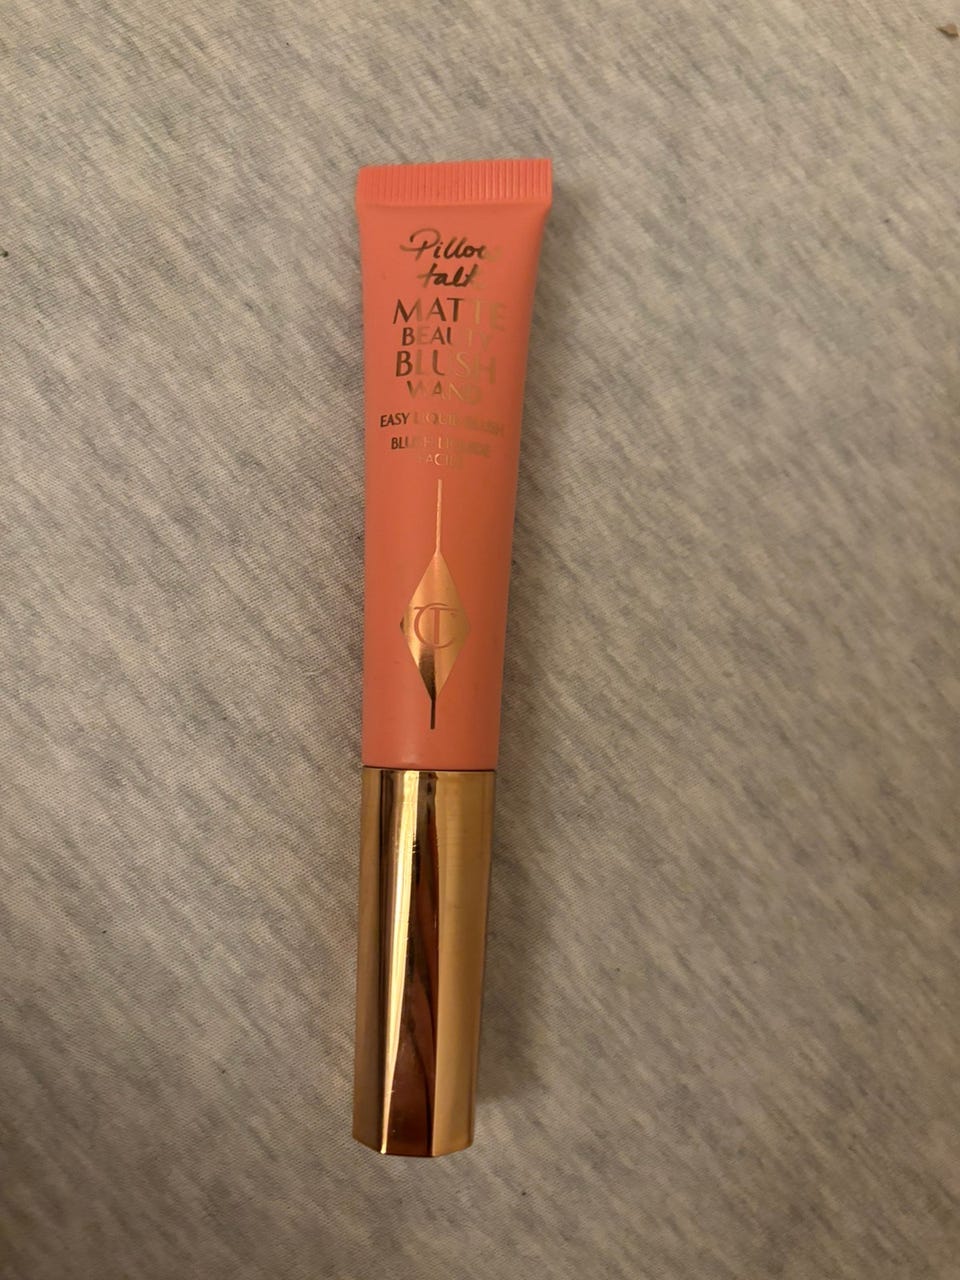 Pillow
talk
MATTE
BEAUTY
BLUSH
WAND
EASY LIQUID BLUSH
BLUSH LIQUIDE
FACILE
CT